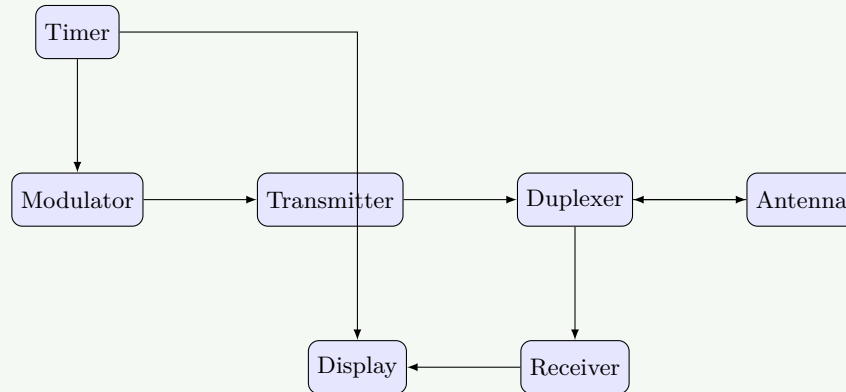 Timer
Modulator
Transmitter
Duplexer
Antenna
Display
Receiver